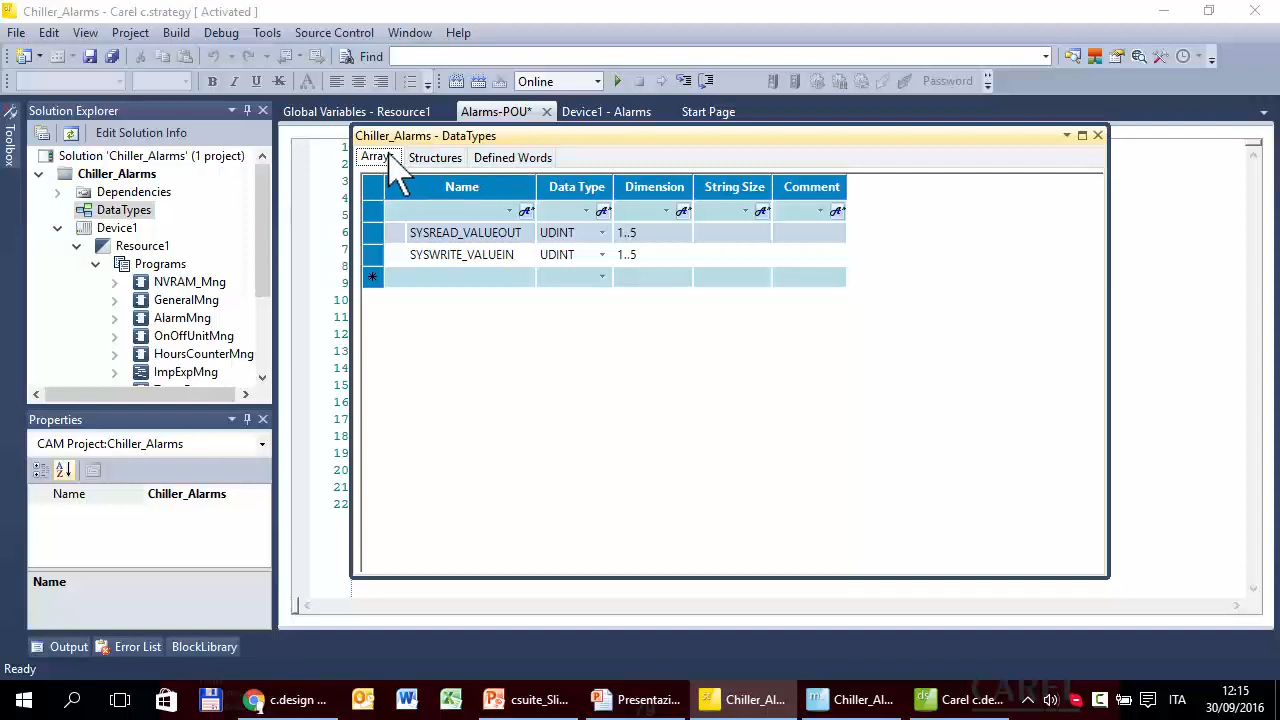 Chiller_Alarms - Carel c.strategy [ Activated ]
File Edit View Project Build Debug Tools Source Control Window Help
Find
B I U K A Online Password
Toolbox
Solution Explorer
Edit Solution Info
Solution 'Chiller_Alarms' (1 project)
Chiller_Alarms
Dependencies
DataTypes
Device1
Resource1
Programs
NVRAM_Mng
GeneralMng
AlarmMng
OnOffUnitMng
HoursCounterMng
ImpExpMng
Properties
CAM Project:Chiller_Alarms
Name Chiller_Alarms
Name
Global Variables - Resource1 Alarms-POU* Device1 - Alarms Start Page
1
2
3
4
5
6
7
8
9
10
11
12
13
14
15
16
17
18
19
20
21
22
Chiller_Alarms - DataTypes
Array Structures Defined Words
Name Data Type Dimension String Size Comment
SYSREAD_VALUEOUT UDINT 1..5
SYSWRITE_VALUEIN UDINT 1..5
Output Error List BlockLibrary
Ready
c.design ... csuite_Sli... Presentazi... Chiller_Al... Chiller_Al... Carel c.de... ITA
12:15
30/09/2016